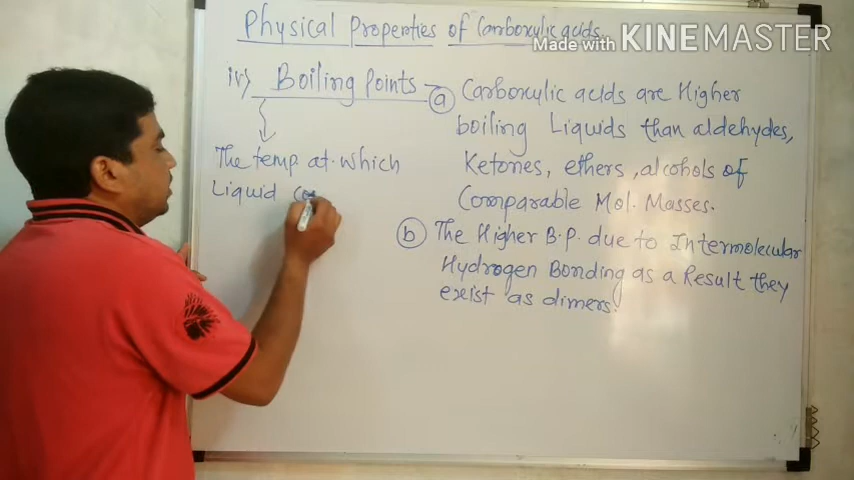 Physical Properties of Carboxylic acids
Made with KINEMASTER
iv) Boiling Points
The temp at which
Liquid
a Carboxylic acids are Higher
boiling Liquids than aldehydes,
Ketones, ethers, alcohols of
Comparable Mol. Masses.
b The Higher B.P. due to Intermolecular
Hydrogen Bonding as a Result they
exist as dimers.